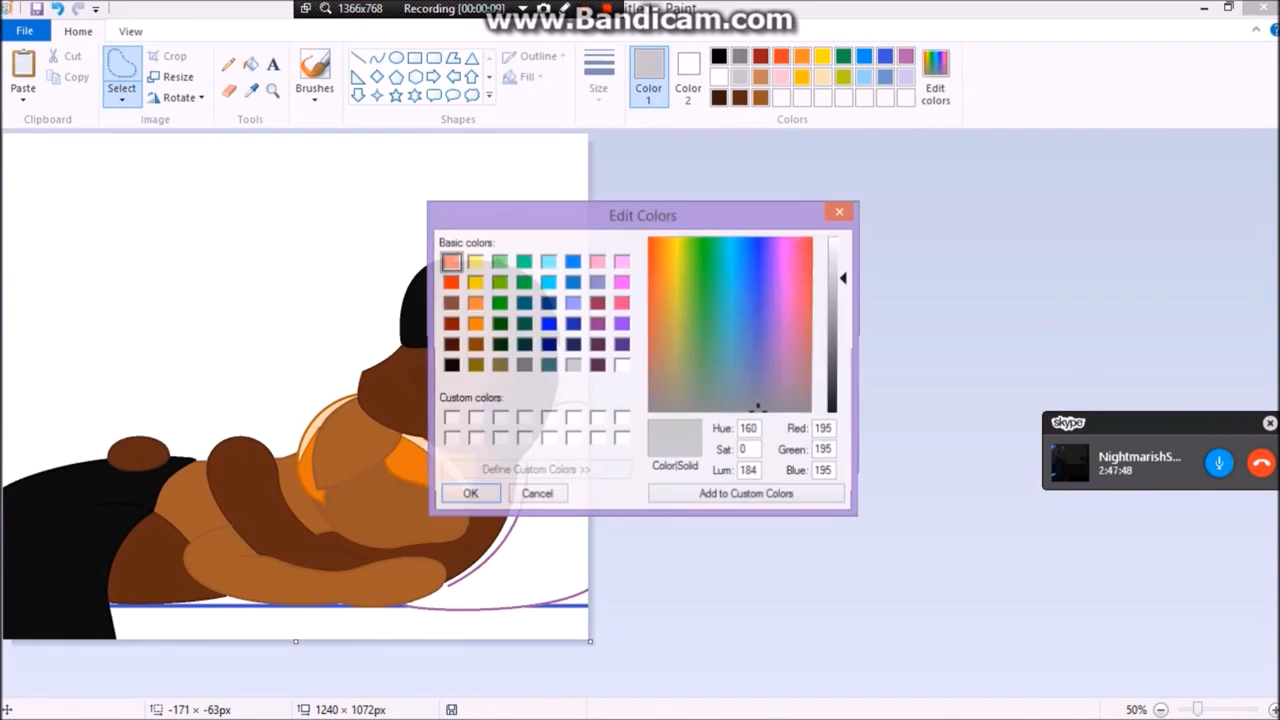 1366x768 Recording [00:00:09] - Paint
www.Bandicam.com
File Home View
Paste Cut Copy
Clipboard
Select Crop Resize Rotate
Image
Tools
Brushes
Outline Fill
Shapes
Size
Color 1 Color 2 Edit colors
Colors
Edit Colors
Basic colors:
Custom colors:
Define Custom Colors >>
OK Cancel
Hue: 160 Red: 195
Sat: 0 Green: 195
Color|Solid Lum: 184 Blue: 195
Add to Custom Colors
skype
NightmarishS...
2:47:48
-171 × -63px 1240 × 1072px 50%